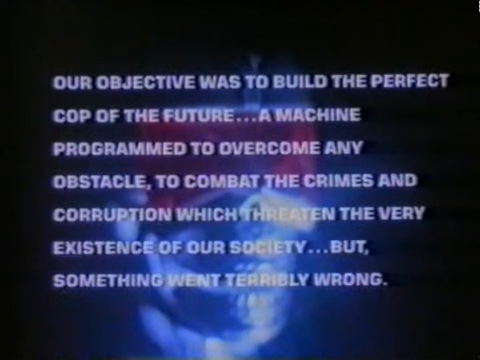 OUR OBJECTIVE WAS TO BUILD THE PERFECT
COP OF THE FUTURE...A MACHINE
PROGRAMMED TO OVERCOME ANY
OBSTACLE, TO COMBAT THE CRIMES AND
CORRUPTION WHICH THREATEN THE VERY
EXISTENCE OF OUR SOCIETY...BUT,
SOMETHING WENT TERRIBLY WRONG.